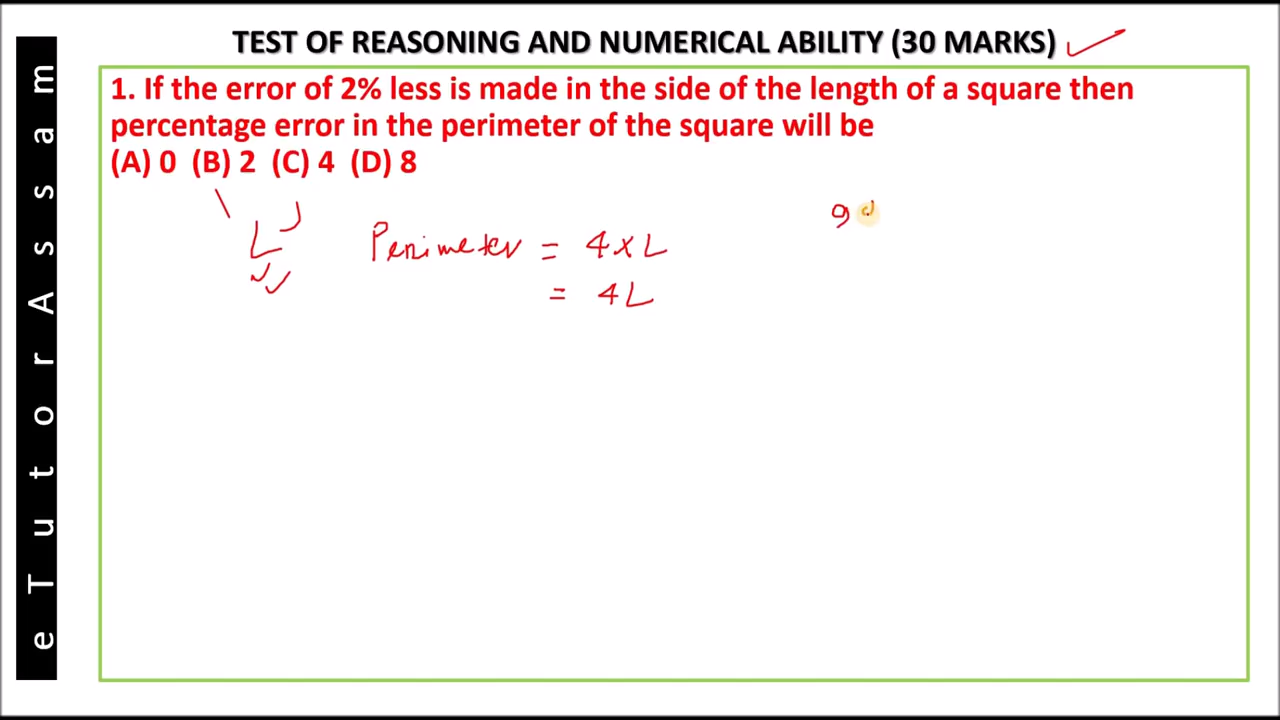 TEST OF REASONING AND NUMERICAL ABILITY (30 MARKS)
1. If the error of 2% less is made in the side of the length of a square then
percentage error in the perimeter of the square will be
(A) 0 (B) 2 (C) 4 (D) 8
L
Perimeter = 4 x L
= 4L
9
eTutorAssam